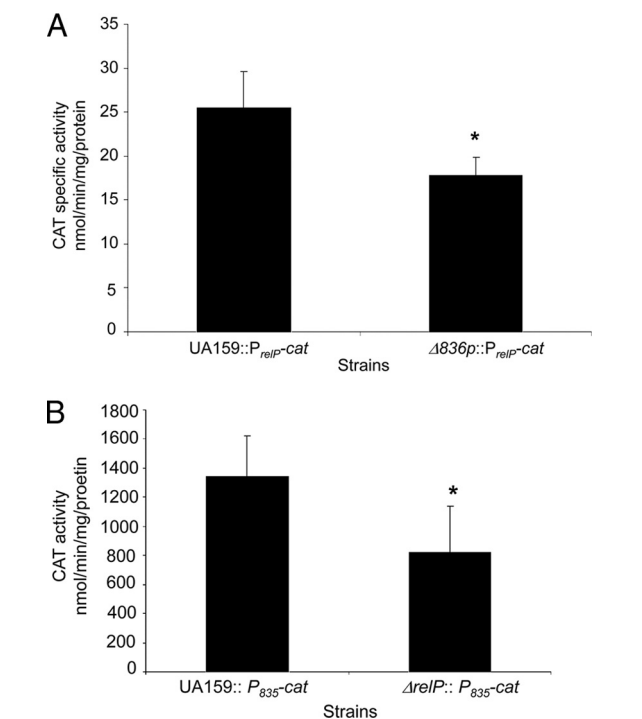 A
35
30
25
20
15
10
5
0
CAT specific activity
nmol/min/mg/protein
*
UA159::PrelP-cat
Δ836p::PrelP-cat
Strains
B
1800
1600
1400
1200
1000
800
600
400
200
0
CAT activity
nmol/min/mg/proetin
*
UA159:: P835-cat
ΔrelP:: P835-cat
Strains